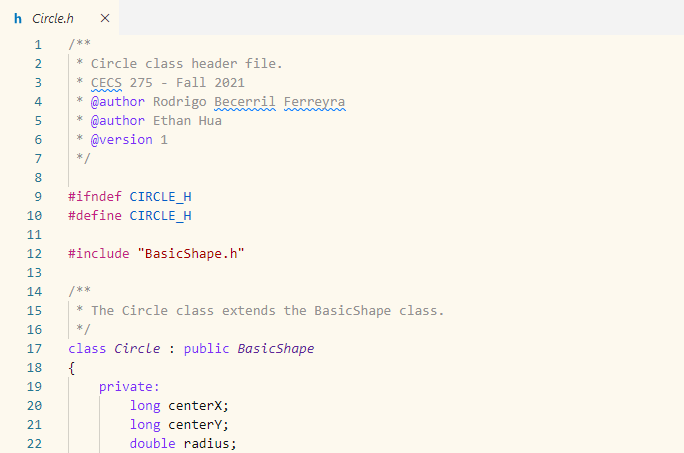 h Circle.h ×
1 /**
2 * Circle class header file.
3 * CECS 275 - Fall 2021
4 * @author Rodrigo Becerril Ferreyra
5 * @author Ethan Hua
6 * @version 1
7 */
8
9 #ifndef CIRCLE_H
10 #define CIRCLE_H
11
12 #include "BasicShape.h"
13
14 /**
15 * The Circle class extends the BasicShape class.
16 */
17 class Circle : public BasicShape
18 {
19 private:
20 long centerX;
21 long centerY;
22 double radius;